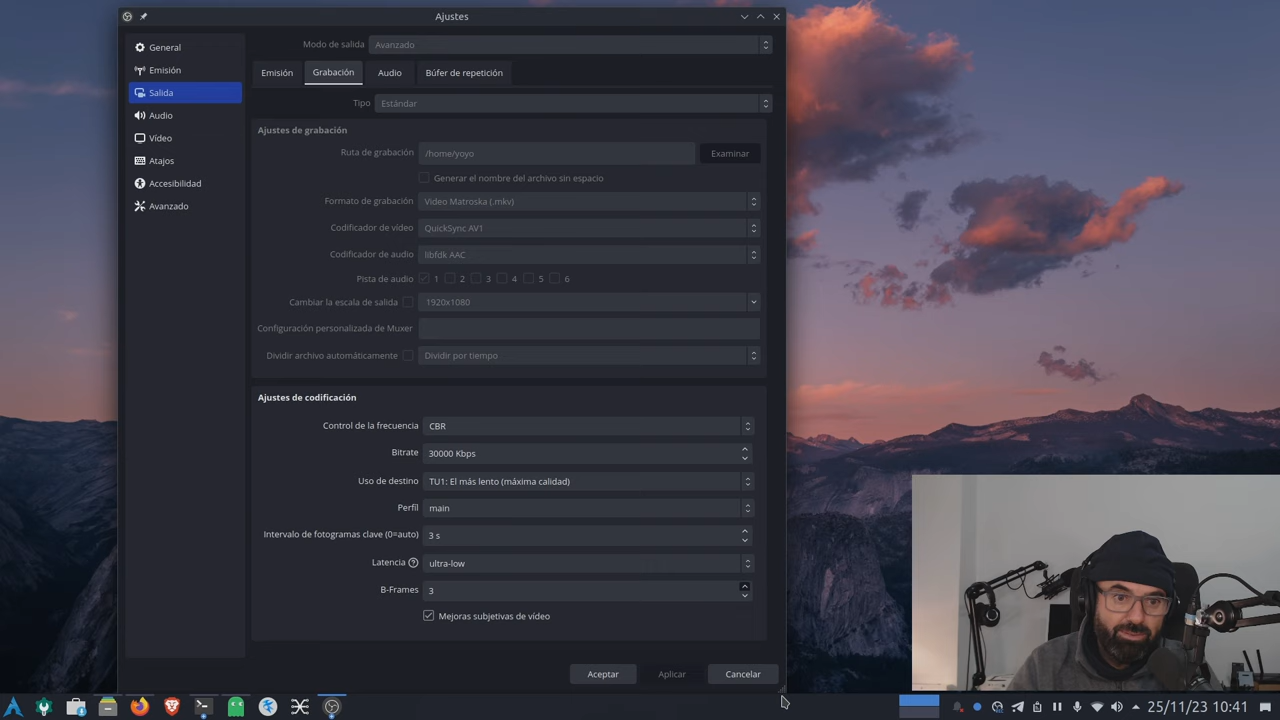 Ajustes
General
Emisión
Salida
Audio
Vídeo
Atajos
Accesibilidad
Avanzado
Modo de salida Avanzado
Emisión Grabación Audio Búfer de repetición
Tipo Estándar
Ajustes de grabación
Ruta de grabación /home/yoyo Examinar
Generar el nombre del archivo sin espacio
Formato de grabación Video Matroska (.mkv)
Codificador de vídeo QuickSync AV1
Codificador de audio libfdk AAC
Pista de audio 1 2 3 4 5 6
Cambiar la escala de salida 1920x1080
Configuración personalizada de Muxer
Dividir archivo automáticamente Dividir por tiempo
Ajustes de codificación
Control de la frecuencia CBR
Bitrate 30000 Kbps
Uso de destino TU1: El más lento (máxima calidad)
Perfil main
Intervalo de fotogramas clave (0=auto) 3 s
Latencia ultra-low
B-Frames 3
Mejoras subjetivas de vídeo
Aceptar Aplicar Cancelar
25/11/23 10:41